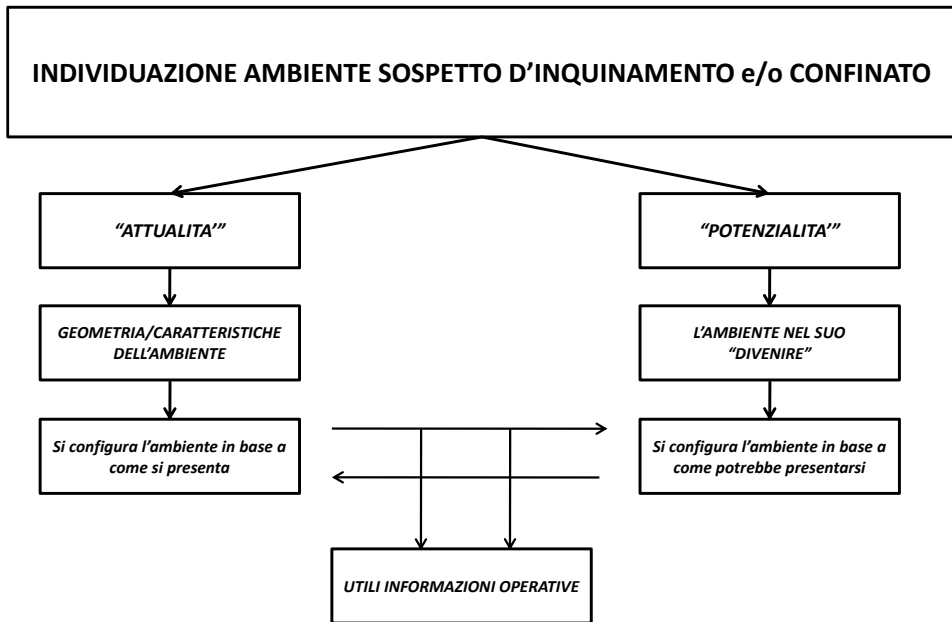 INDIVIDUAZIONE AMBIENTE SOSPETTO D’INQUINAMENTO e/o CONFINATO
“ATTUALITA’”
“POTENZIALITA’”
GEOMETRIA/CARATTERISTICHE
DELL’AMBIENTE
L’AMBIENTE NEL SUO
“DIVENIRE”
Si configura l’ambiente in base a
come si presenta
Si configura l’ambiente in base a
come potrebbe presentarsi
UTILI INFORMAZIONI OPERATIVE